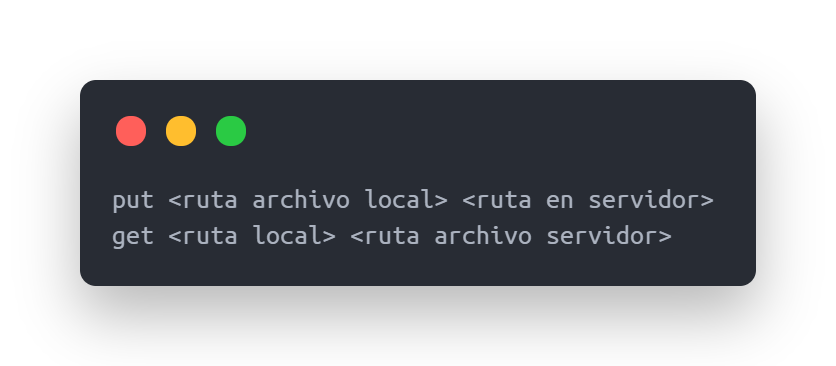 put <ruta archivo local> <ruta en servidor>
get <ruta local> <ruta archivo servidor>